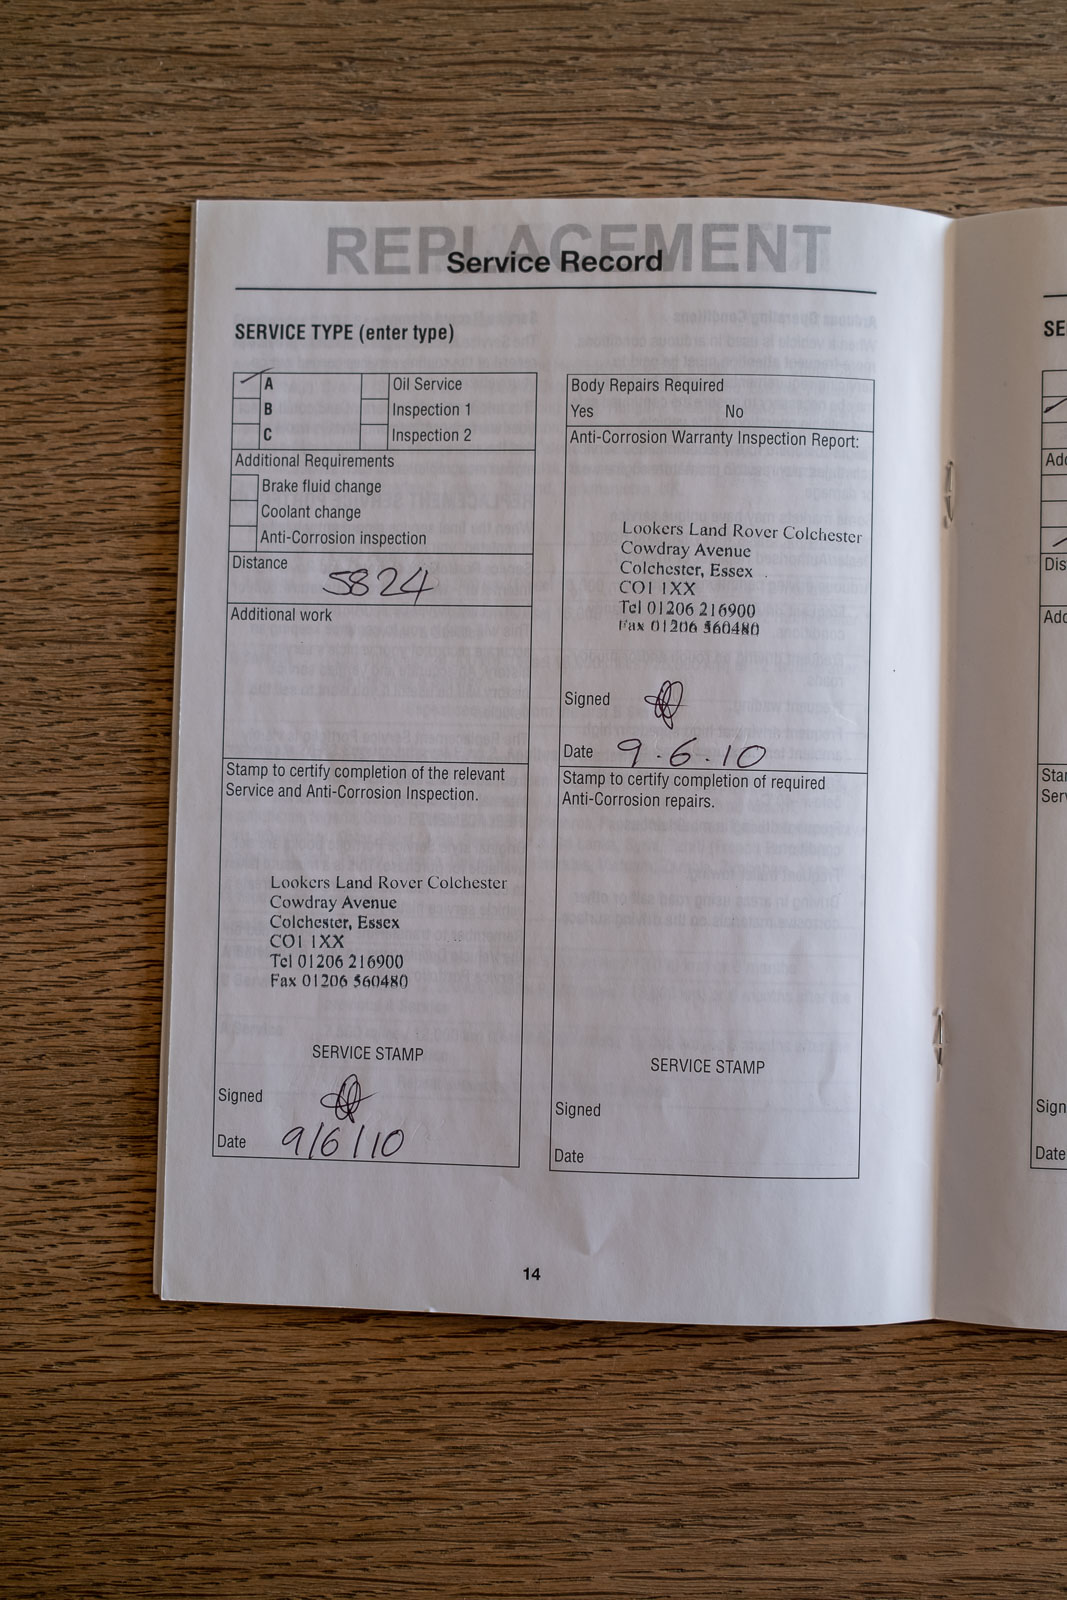 REPLACEMENT
Service Record
SERVICE TYPE (enter type)
A Oil Service
B Inspection 1
C Inspection 2
Additional Requirements
Brake fluid change
Coolant change
Anti-Corrosion inspection
Distance
5824
Additional work
Stamp to certify completion of the relevant
Service and Anti-Corrosion Inspection.
Lookers Land Rover Colchester
Cowdray Avenue
Colchester, Essex
CO1 1XX
Tel 01206 216900
Fax 01206 560480
SERVICE STAMP
Signed
Date 9/6/10
Body Repairs Required
Yes No
Anti-Corrosion Warranty Inspection Report:
Lookers Land Rover Colchester
Cowdray Avenue
Colchester, Essex
CO1 1XX
Tel 01206 216900
Fax 01206 560480
Signed
Date 9.6.10
Stamp to certify completion of required
Anti-Corrosion repairs.
SERVICE STAMP
Signed
Date
14
Date